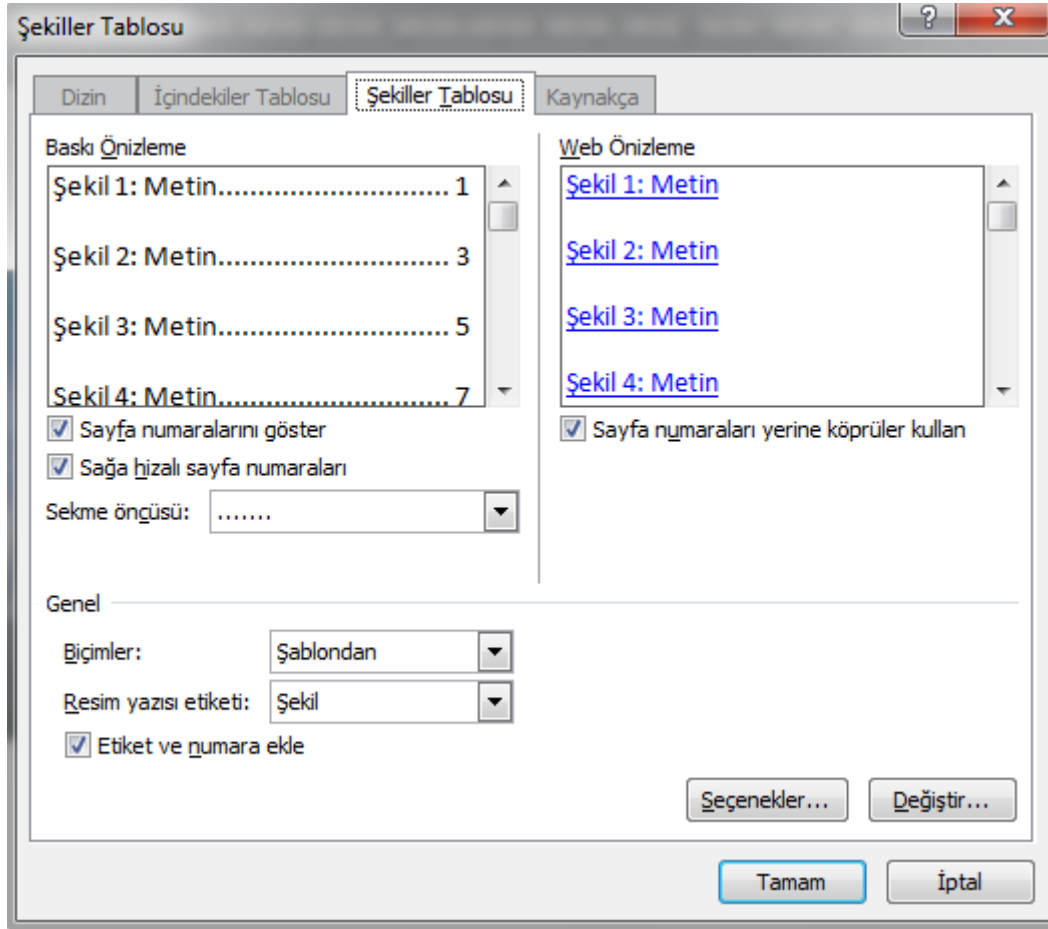 Şekiller Tablosu
Dizin İçindekiler Tablosu Şekiller Tablosu Kaynakça
Baskı Önizleme
Şekil 1: Metin............................. 1
Şekil 2: Metin............................. 3
Şekil 3: Metin............................. 5
Şekil 4: Metin............................. 7
Sayfa numaralarını göster
Sağa hizalı sayfa numaraları
Sekme önçüsü: .......
Web Önizleme
Şekil 1: Metin
Şekil 2: Metin
Şekil 3: Metin
Şekil 4: Metin
Sayfa numaraları yerine köprüler kullan
Genel
Biçimler: Şablondan
Resim yazısı etiketi: Şekil
Etiket ve numara ekle
Seçenekler... Değiştir...
Tamam İptal